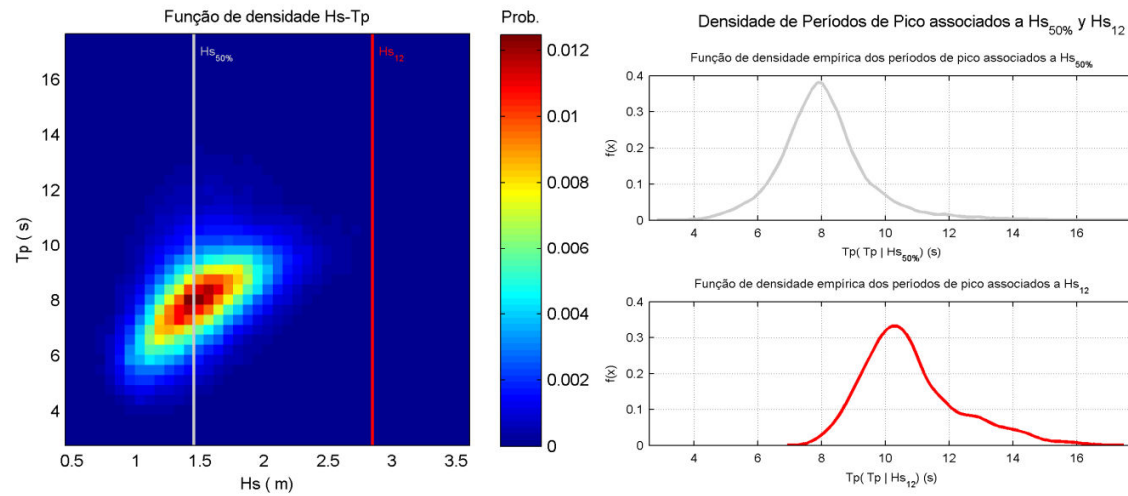 Função de densidade Hs-Tp
Prob.
Hs50%
Hs12
16
14
12
10
8
6
4
Tp ( s)
0.5 1 1.5 2 2.5 3 3.5
Hs ( m)
0.012
0.01
0.008
0.006
0.004
0.002
0
Densidade de Períodos de Pico associados a Hs50% y Hs12
Função de densidade empírica dos períodos de pico associados a Hs50%
0.4
0.3
0.2
0.1
0
f(x)
4 6 8 10 12 14 16
Tp( Tp | Hs50%) (s)
Função de densidade empírica dos períodos de pico associados a Hs12
0.4
0.3
0.2
0.1
0
f(x)
4 6 8 10 12 14 16
Tp( Tp | Hs12) (s)